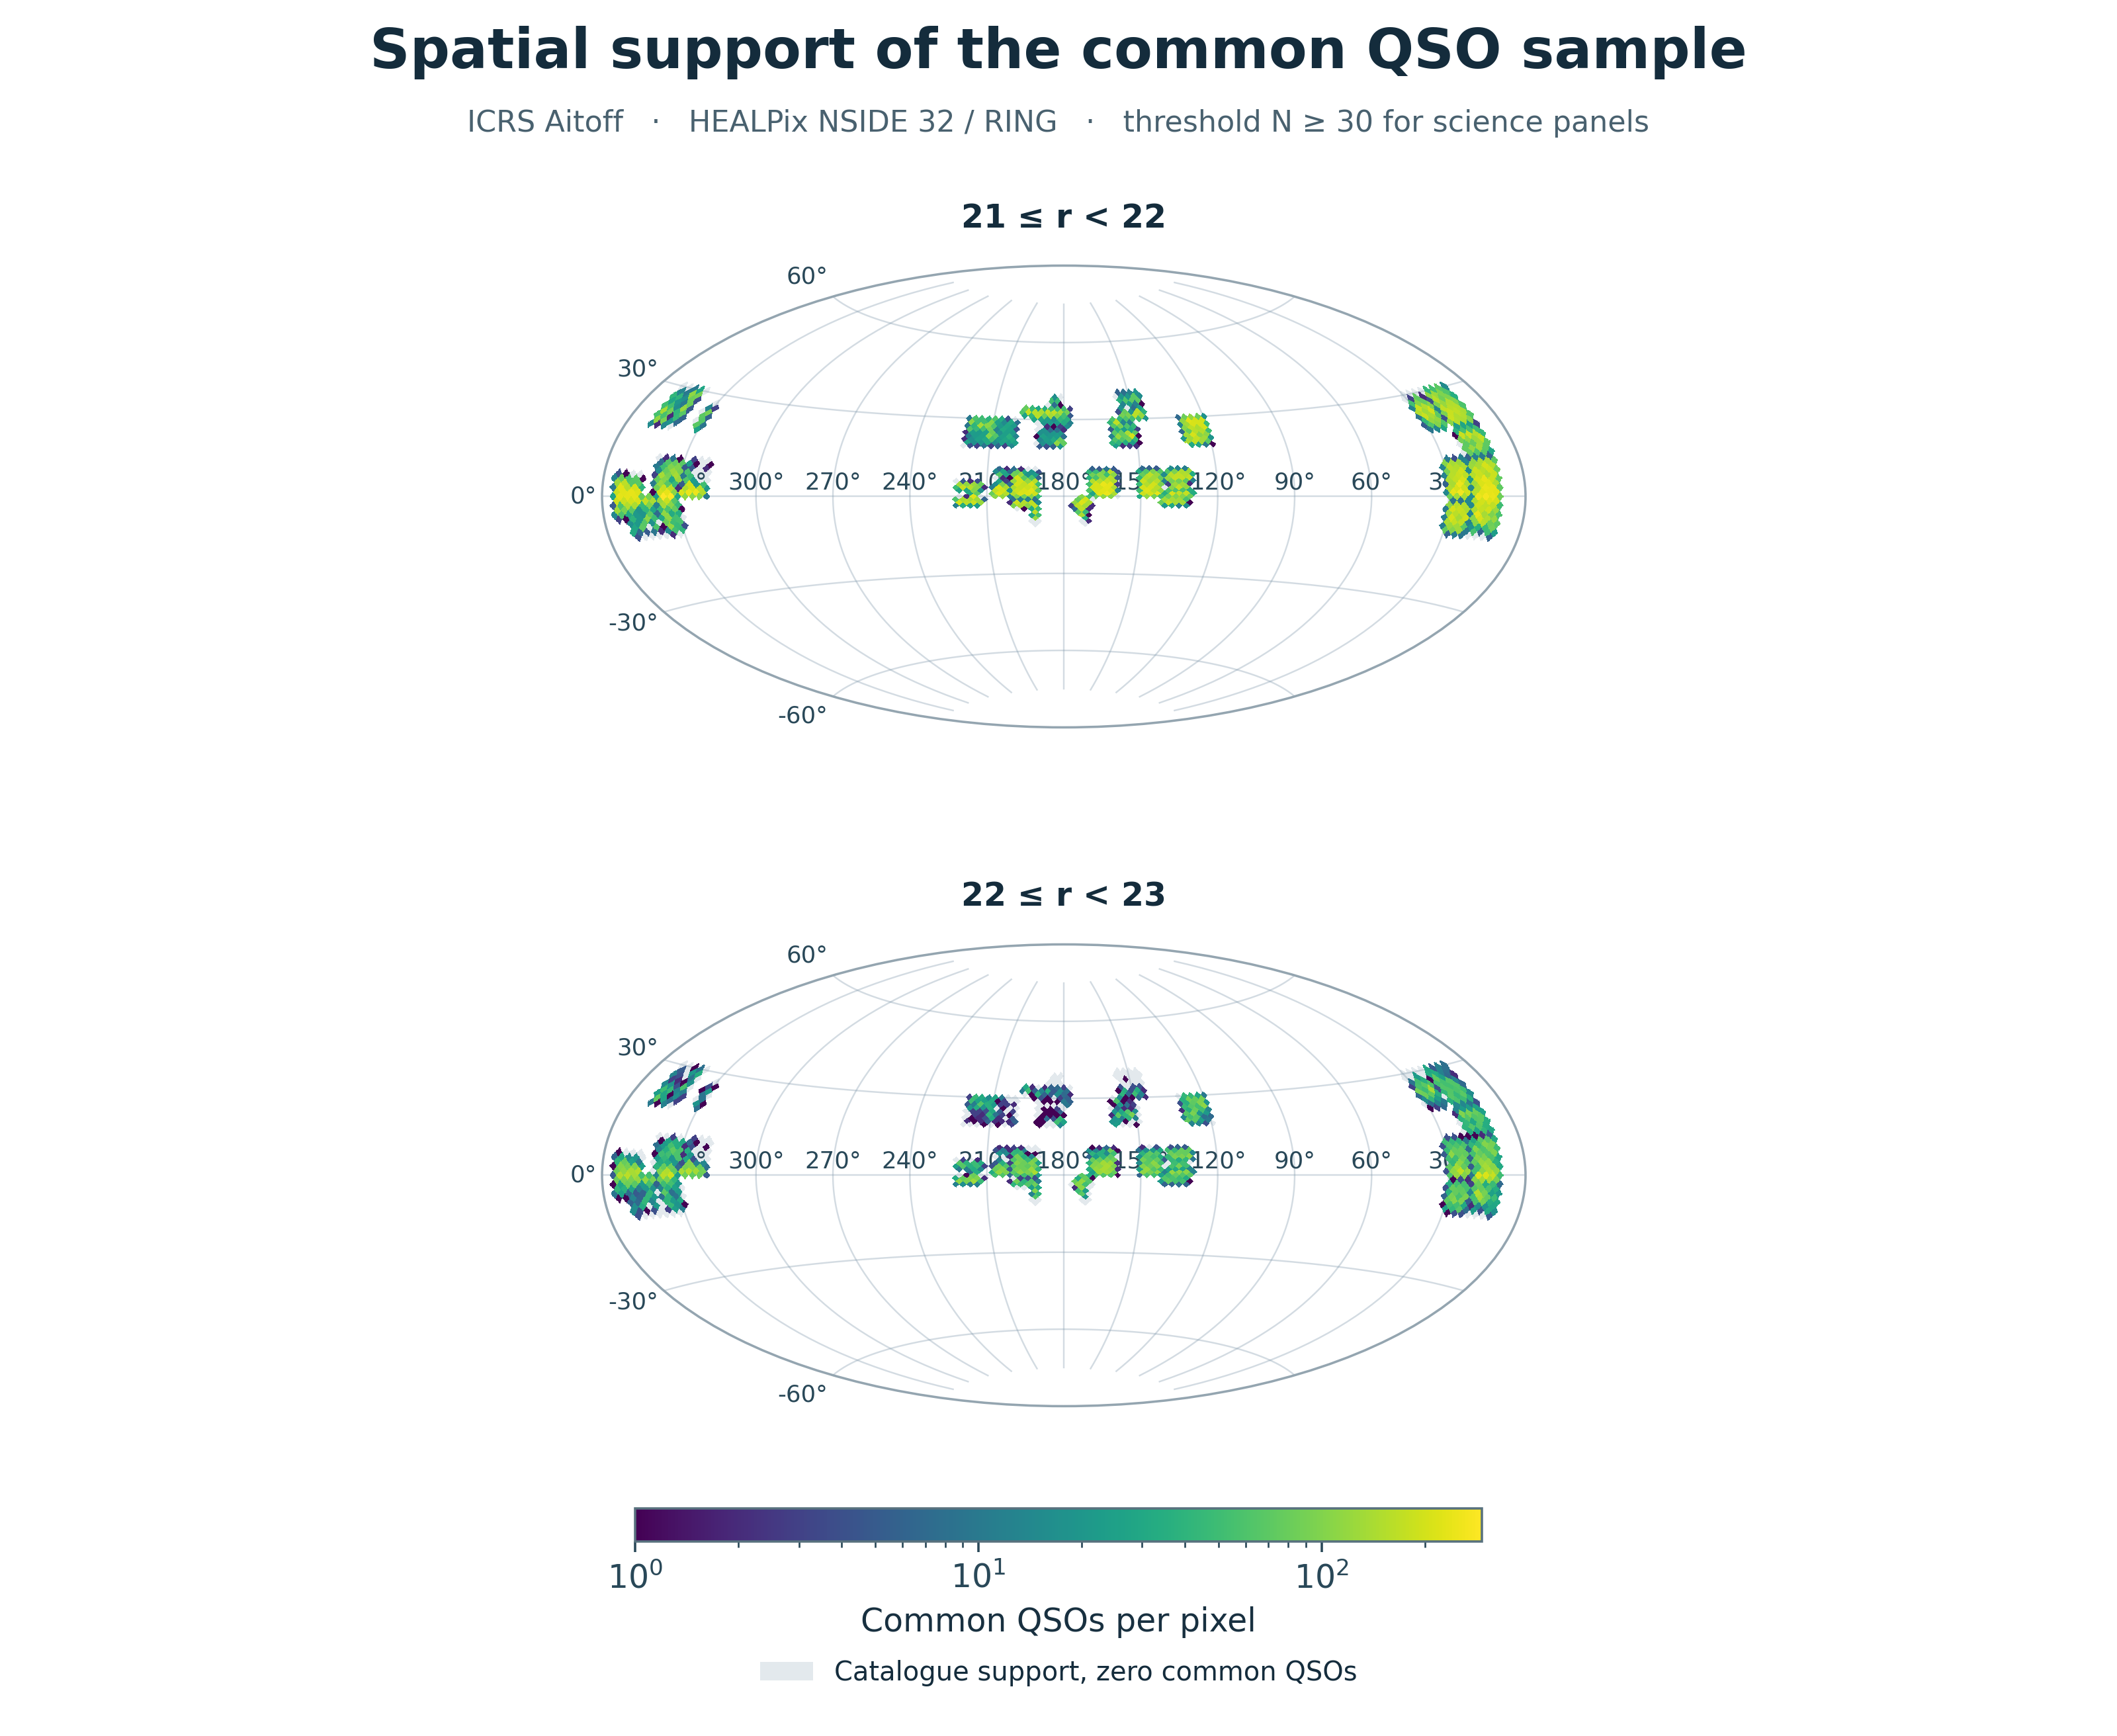 Spatial support of the common QSO sample
ICRS Aitoff · HEALPix NSIDE 32 / RING · threshold N ≥ 30 for science panels
21 ≤ r < 22
60°
30°
0° 300° 270° 240° 180° 120° 90° 60°
-30°
-60°
22 ≤ r < 23
60°
30°
0° 300° 270° 240° 180° 120° 90° 60°
-30°
-60°
10⁰ 10¹ 10²
Common QSOs per pixel
Catalogue support, zero common QSOs